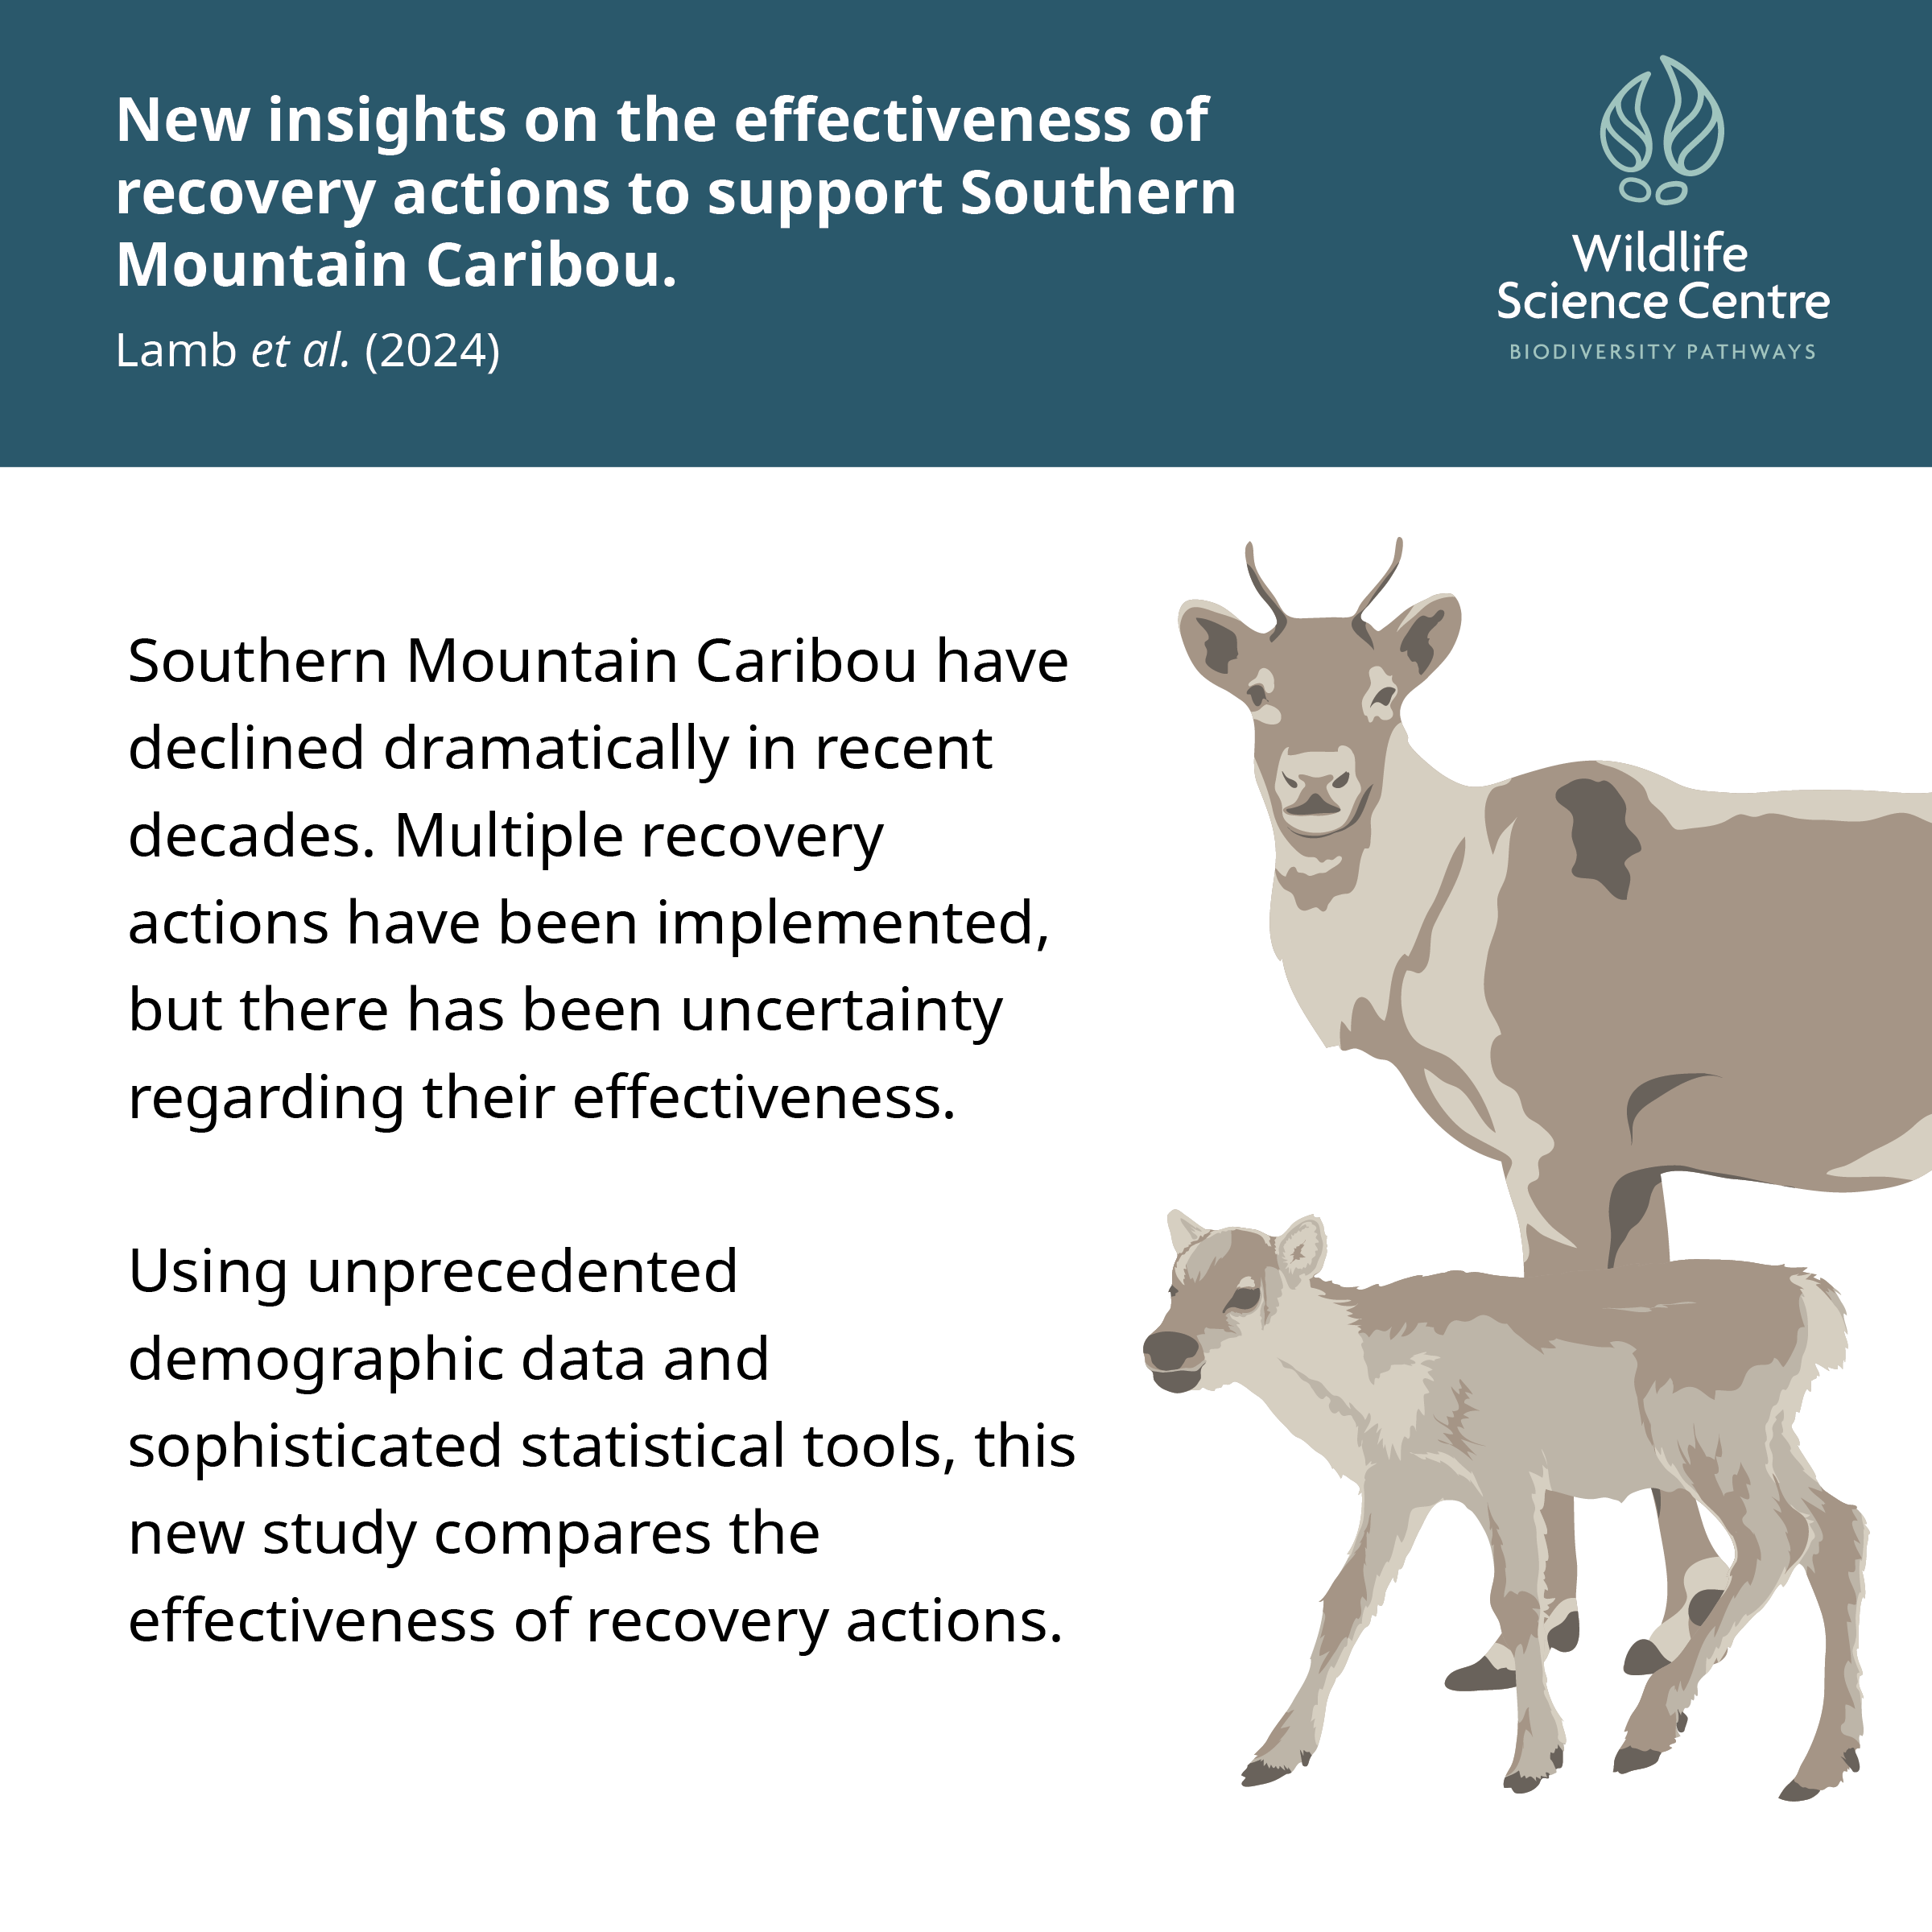 New insights on the effectiveness of
recovery actions to support Southern
Mountain Caribou.
Lamb et al. (2024)
Wildlife
Science Centre
BIODIVERSITY PATHWAYS
Southern Mountain Caribou have
declined dramatically in recent
decades. Multiple recovery
actions have been implemented,
but there has been uncertainty
regarding their effectiveness.
Using unprecedented
demographic data and
sophisticated statistical tools, this
new study compares the
effectiveness of recovery actions.